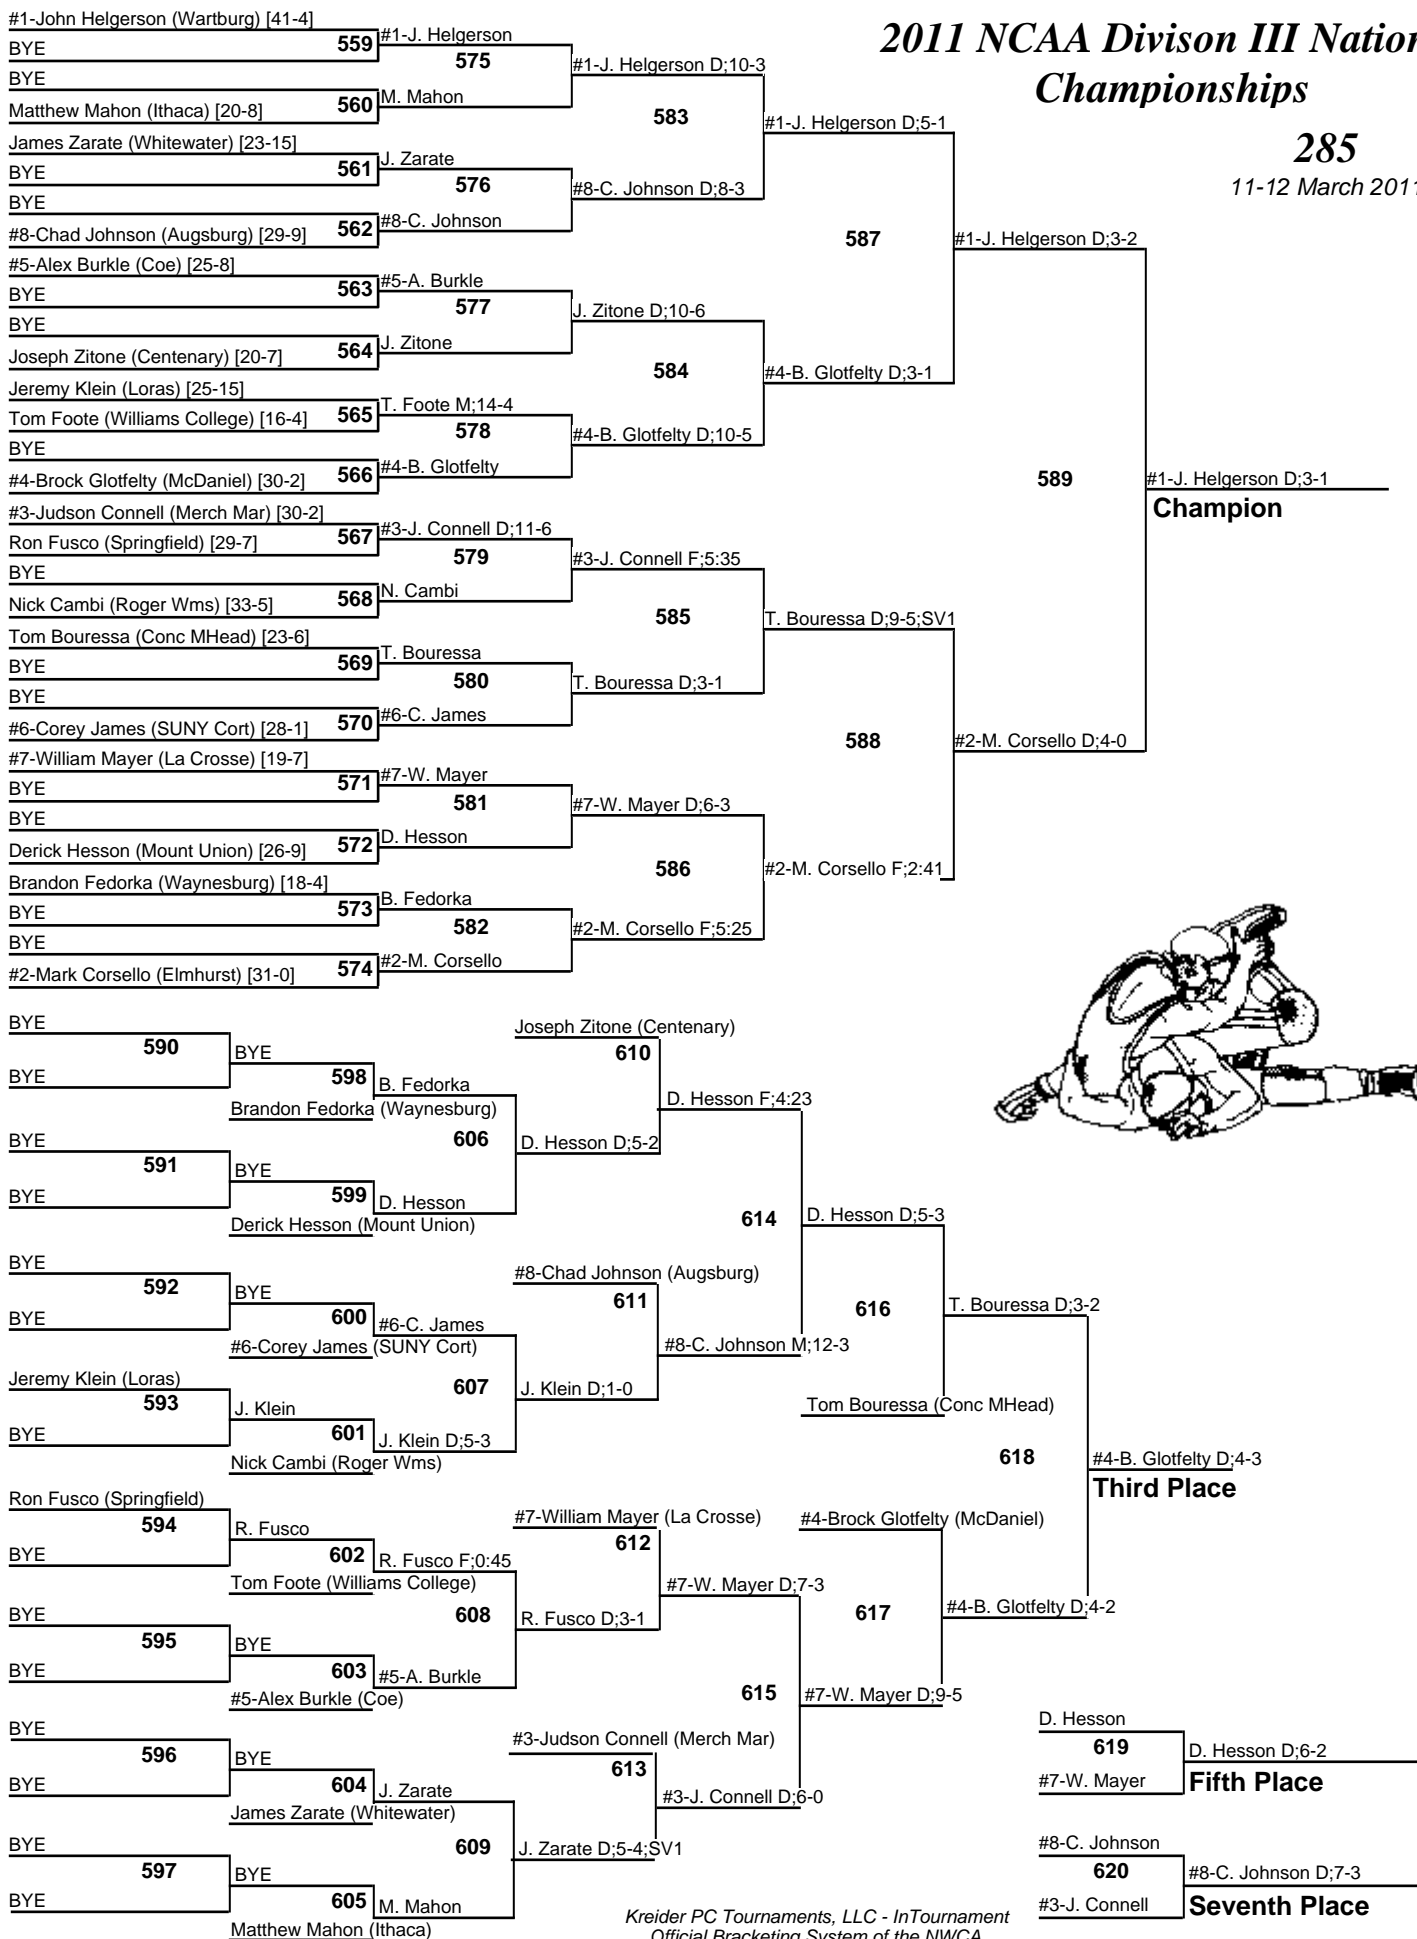 2011 NCAA Divison III Nation
Championships
285
11-12 March 2011
#1-John Helgerson (Wartburg) [41-4]
BYE
559
#1-J. Helgerson
575
BYE
Matthew Mahon (Ithaca) [20-8]
560
M. Mahon
#1-J. Helgerson D;10-3
583
James Zarate (Whitewater) [23-15]
BYE
561
J. Zarate
576
BYE
#8-Chad Johnson (Augsburg) [29-9]
562
#8-C. Johnson
#8-C. Johnson D;8-3
#1-J. Helgerson D;5-1
587
#5-Alex Burkle (Coe) [25-8]
BYE
563
#5-A. Burkle
577
BYE
Joseph Zitone (Centenary) [20-7]
564
J. Zitone
J. Zitone D;10-6
584
Jeremy Klein (Loras) [25-15]
Tom Foote (Williams College) [16-4]
565
T. Foote M;14-4
578
BYE
#4-Brock Glotfelty (McDaniel) [30-2]
566
#4-B. Glotfelty
#4-B. Glotfelty D;10-5
#4-B. Glotfelty D;3-1
#1-J. Helgerson D;3-2
589
#1-J. Helgerson D;3-1
Champion
#3-Judson Connell (Merch Mar) [30-2]
Ron Fusco (Springfield) [29-7]
567
#3-J. Connell D;11-6
579
BYE
Nick Cambi (Roger Wms) [33-5]
568
N. Cambi
#3-J. Connell F;5:35
585
Tom Bouressa (Conc MHead) [23-6]
BYE
569
T. Bouressa
580
BYE
#6-Corey James (SUNY Cort) [28-1]
570
#6-C. James
T. Bouressa D;3-1
T. Bouressa D;9-5;SV1
588
#7-William Mayer (La Crosse) [19-7]
BYE
571
#7-W. Mayer
581
BYE
Derick Hesson (Mount Union) [26-9]
572
D. Hesson
#7-W. Mayer D;6-3
586
Brandon Fedorka (Waynesburg) [18-4]
BYE
573
B. Fedorka
582
BYE
#2-Mark Corsello (Elmhurst) [31-0]
574
#2-M. Corsello
#2-M. Corsello F;5:25
#2-M. Corsello F;2:41
#2-M. Corsello D;4-0
BYE
590
BYE
BYE
598
B. Fedorka
Brandon Fedorka (Waynesburg)
606
BYE
591
BYE
BYE
599
D. Hesson
Derick Hesson (Mount Union)
Joseph Zitone (Centenary)
610
D. Hesson D;5-2
D. Hesson F;4:23
614
BYE
592
BYE
BYE
600
#6-C. James
#6-Corey James (SUNY Cort)
607
Jeremy Klein (Loras)
593
BYE
J. Klein
601
J. Klein D;5-3
Nick Cambi (Roger Wms)
#8-Chad Johnson (Augsburg)
611
J. Klein D;1-0
#8-C. Johnson M;12-3
D. Hesson D;5-3
616
Tom Bouressa (Conc MHead)
T. Bouressa D;3-2
618
#4-B. Glotfelty D;4-3
Third Place
Ron Fusco (Springfield)
594
BYE
R. Fusco
602
R. Fusco F;0:45
Tom Foote (Williams College)
608
BYE
595
BYE
BYE
603
#5-A. Burkle
#5-Alex Burkle (Coe)
#7-William Mayer (La Crosse)
612
R. Fusco D;3-1
#7-W. Mayer D;7-3
615
#4-Brock Glotfelty (McDaniel)
617
#7-W. Mayer D;9-5
#4-B. Glotfelty D;4-2
BYE
596
BYE
BYE
604
J. Zarate
James Zarate (Whitewater)
609
BYE
597
BYE
BYE
605
M. Mahon
Matthew Mahon (Ithaca)
#3-Judson Connell (Merch Mar)
613
J. Zarate D;5-4;SV1
#3-J. Connell D;6-0
D. Hesson
619
#7-W. Mayer
D. Hesson D;6-2
Fifth Place
#8-C. Johnson
620
#3-J. Connell
#8-C. Johnson D;7-3
Seventh Place
Kreider PC Tournaments, LLC - InTournament
Official Bracketing System of the NWCA